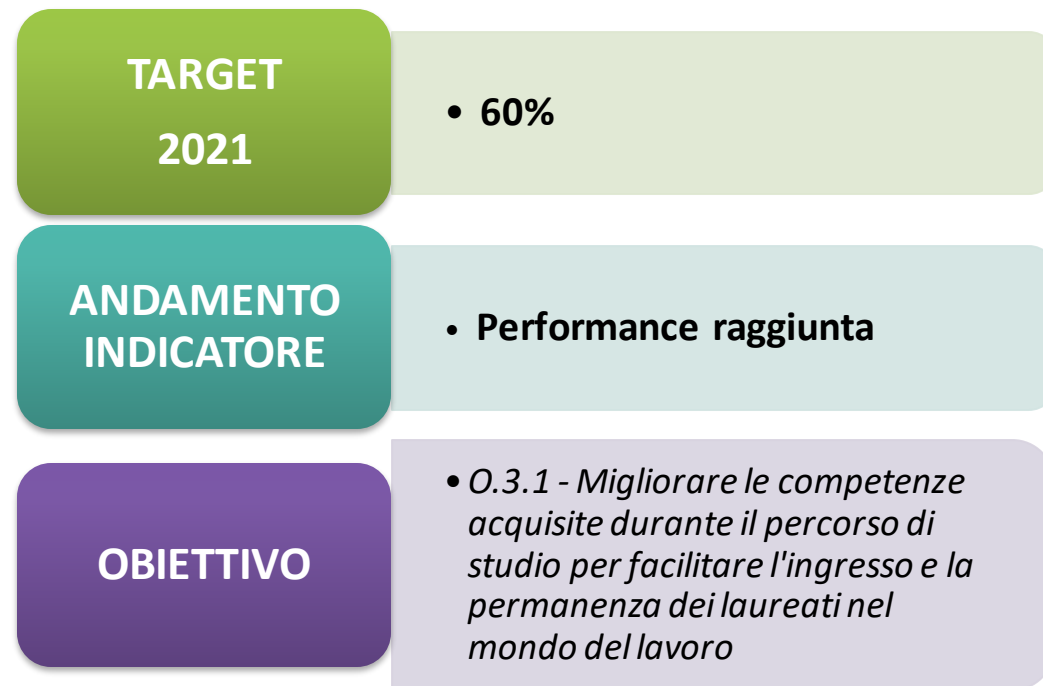 TARGET
2021
• 60%
ANDAMENTO
INDICATORE
• Performance raggiunta
OBIETTIVO
• O.3.1 - Migliorare le competenze
acquisite durante il percorso di
studio per facilitare l'ingresso e la
permanenza dei laureati nel
mondo del lavoro